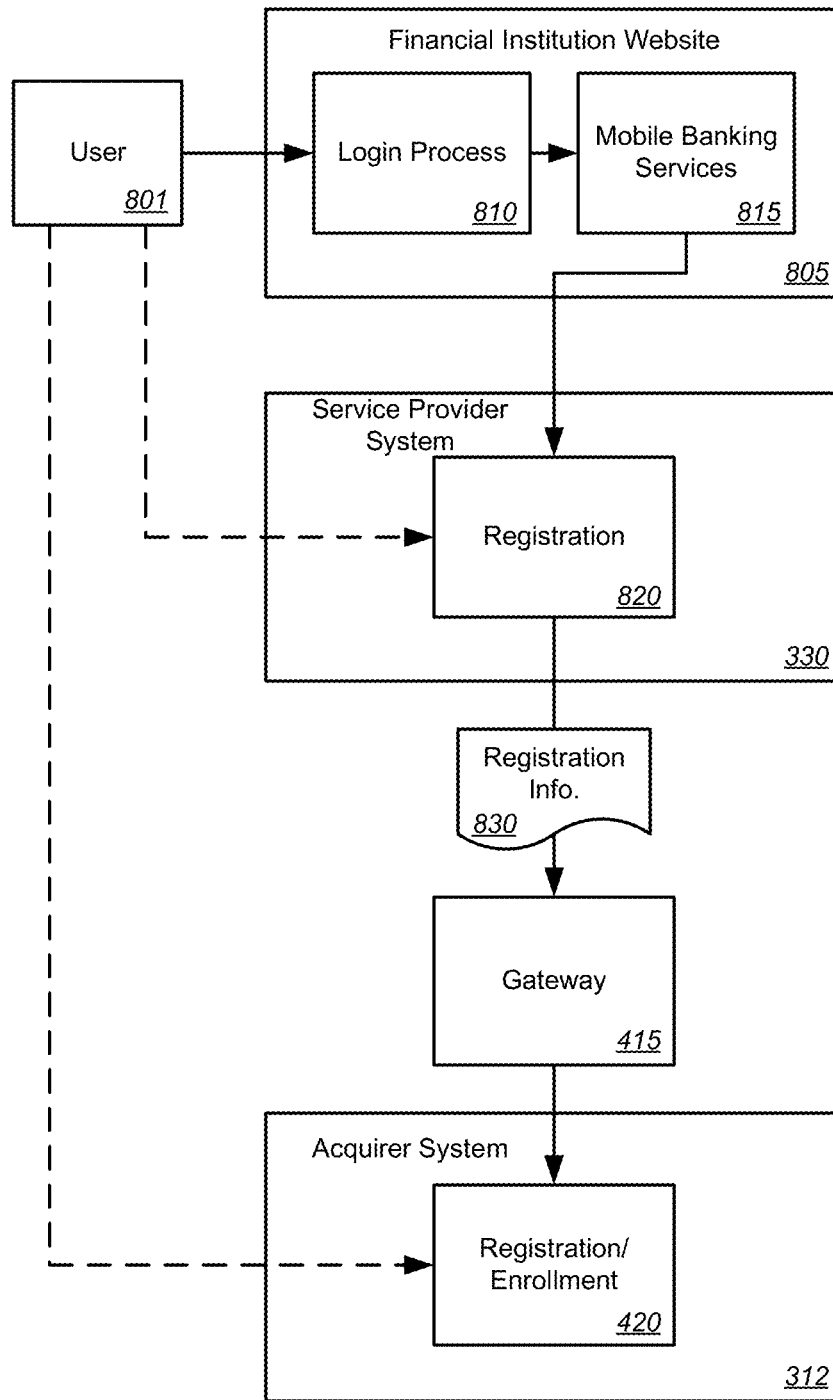 Financial Institution Website
User
801
Login Process
810
Mobile Banking
Services
815
805
Service Provider
System
Registration
820
330
Registration
Info.
830
Gateway
415
Acquirer System
Registration/
Enrollment
420
312